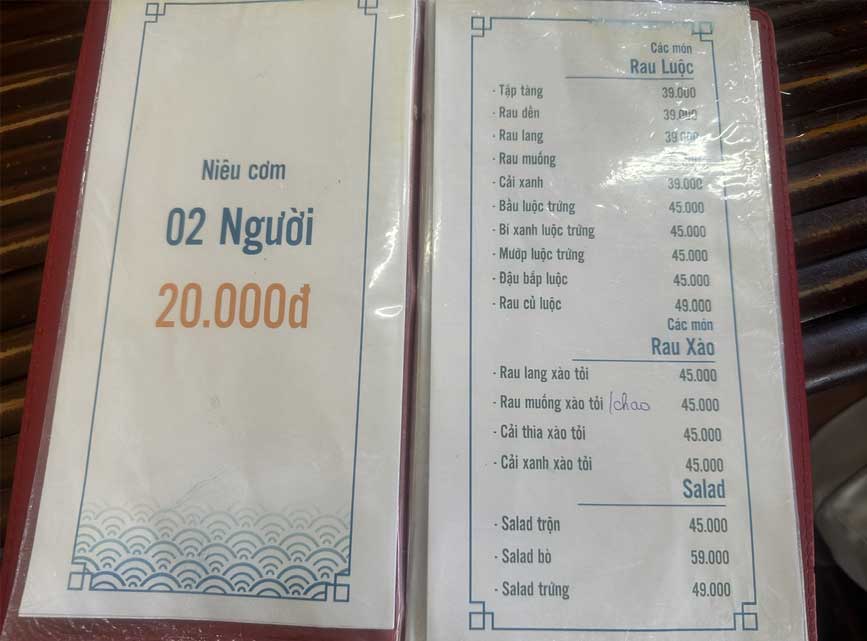 Niêu cơm
02 Người
20.000đ
Các món
Rau Luộc
- Tập tàng 39.000
- Rau dền 39.000
- Rau lang 39.000
- Rau muống
- Cải xanh 39.000
- Bầu luộc trứng 45.000
- Bí xanh luộc trứng 45.000
- Mướp luộc trứng 45.000
- Đậu bắp luộc 45.000
- Rau củ luộc 49.000
Các món
Rau Xào
- Rau lang xào tỏi 45.000
- Rau muống xào tỏi /chao 45.000
- Cải thìa xào tỏi 45.000
- Cải xanh xào tỏi 45.000
Salad
- Salad trộn 45.000
- Salad bò 59.000
- Salad trứng 49.000